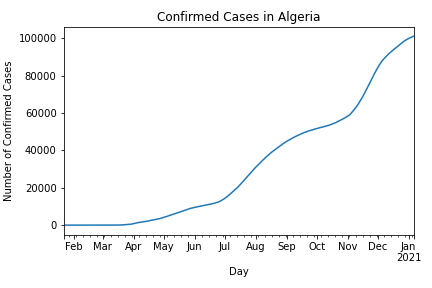 Confirmed Cases in Algeria
100000
80000
60000
40000
20000
0
Number of Confirmed Cases
Feb Mar Apr May Jun Jul Aug Sep Oct Nov Dec Jan
2021
Day